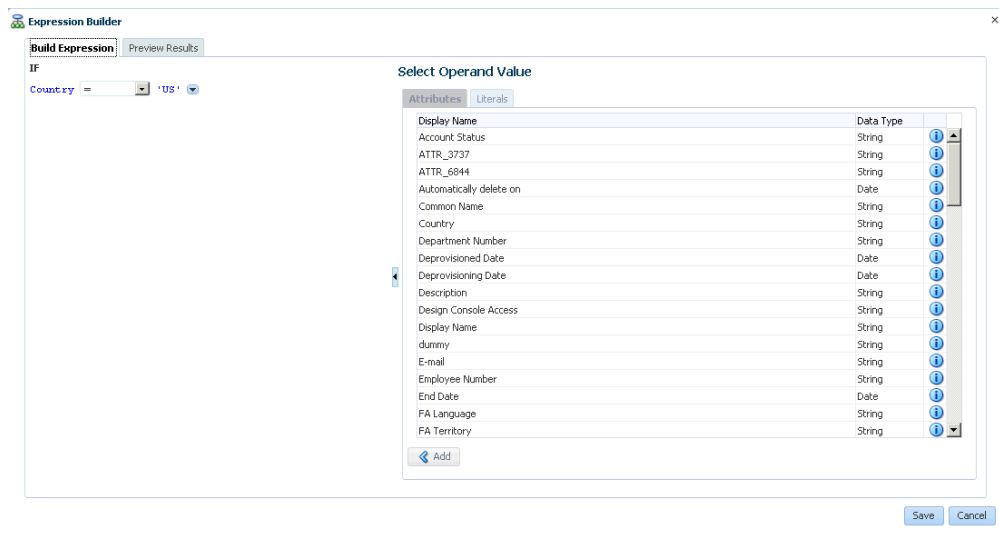 Expression Builder
Build Expression Preview Results
IF
Country = 'US'
Select Operand Value
Attributes Literals
Display Name Data Type
Account Status String
ATTR_3737 String
ATTR_6844 String
Automatically delete on Date
Common Name String
Country String
Department Number String
Deprovisioned Date Date
Deprovisioning Date Date
Description String
Design Console Access String
Display Name String
dummy String
E-mail String
Employee Number String
End Date Date
FA Language String
FA Territory String
Add
Save Cancel